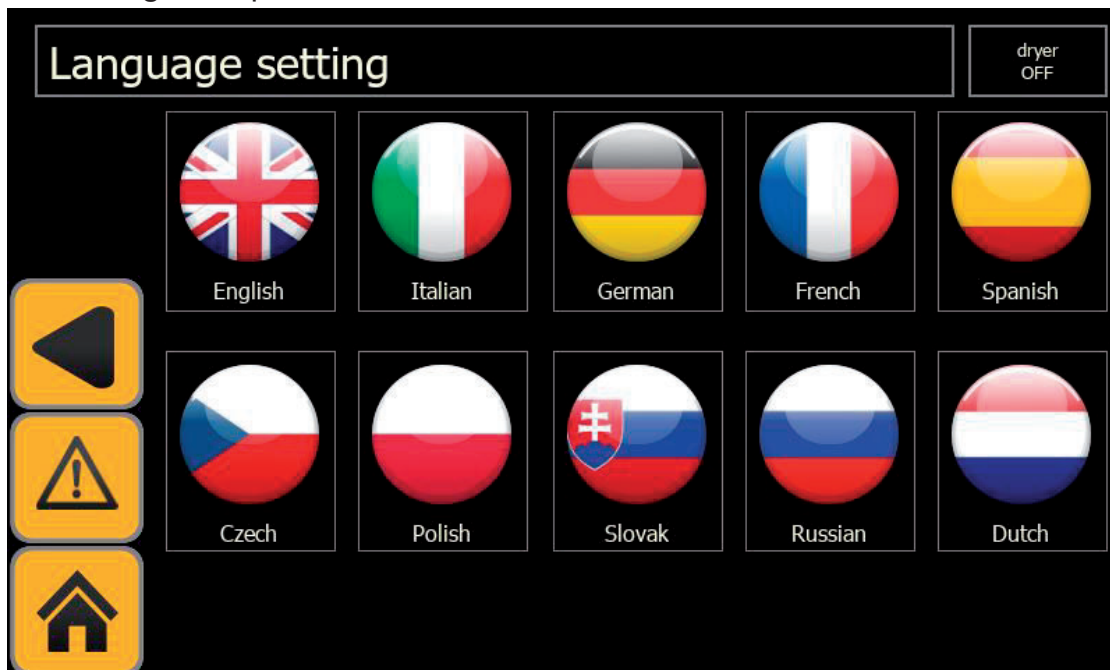 Language setting
dryer
OFF
English
Italian
German
French
Spanish
Czech
Polish
Slovak
Russian
Dutch